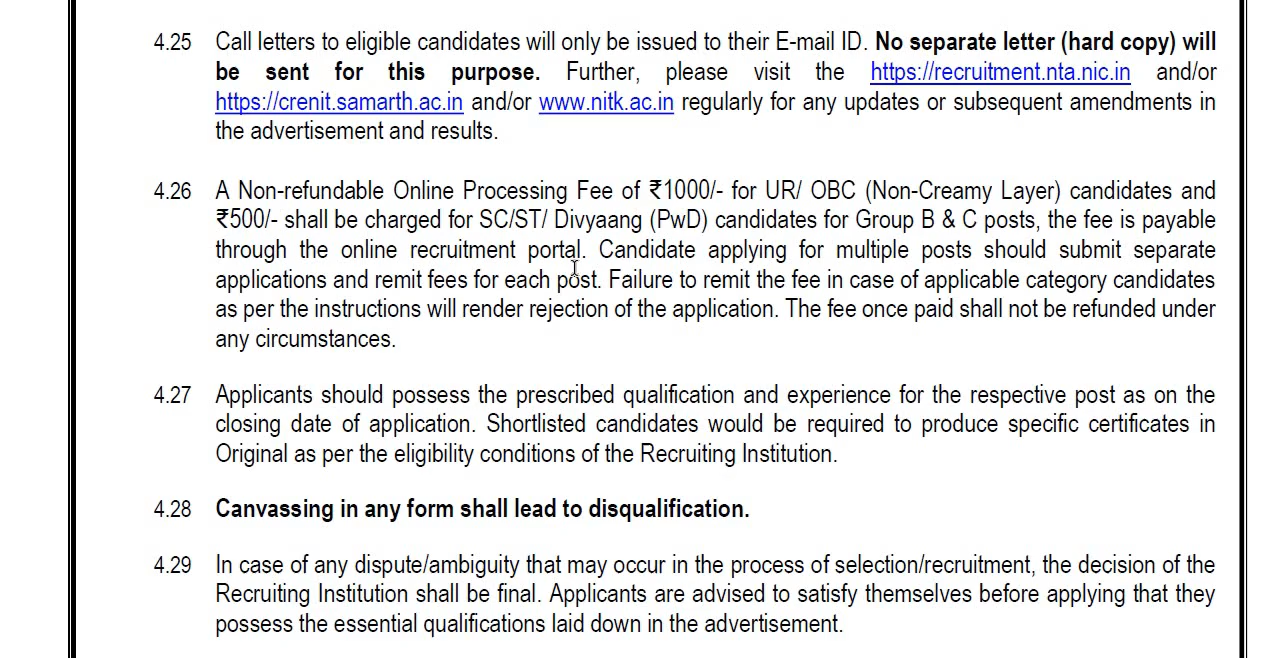 4.25 Call letters to eligible candidates will only be issued to their E-mail ID. No separate letter (hard copy) will
be sent for this purpose. Further, please visit the https://recruitment.nta.nic.in and/or
https://crenit.samarth.ac.in and/or www.nitk.ac.in regularly for any updates or subsequent amendments in
the advertisement and results.
4.26 A Non-refundable Online Processing Fee of ₹1000/- for UR/ OBC (Non-Creamy Layer) candidates and
₹500/- shall be charged for SC/ST/ Divyaang (PwD) candidates for Group B & C posts, the fee is payable
through the online recruitment portal. Candidate applying for multiple posts should submit separate
applications and remit fees for each post. Failure to remit the fee in case of applicable category candidates
as per the instructions will render rejection of the application. The fee once paid shall not be refunded under
any circumstances.
4.27 Applicants should possess the prescribed qualification and experience for the respective post as on the
closing date of application. Shortlisted candidates would be required to produce specific certificates in
Original as per the eligibility conditions of the Recruiting Institution.
4.28 Canvassing in any form shall lead to disqualification.
4.29 In case of any dispute/ambiguity that may occur in the process of selection/recruitment, the decision of the
Recruiting Institution shall be final. Applicants are advised to satisfy themselves before applying that they
possess the essential qualifications laid down in the advertisement.